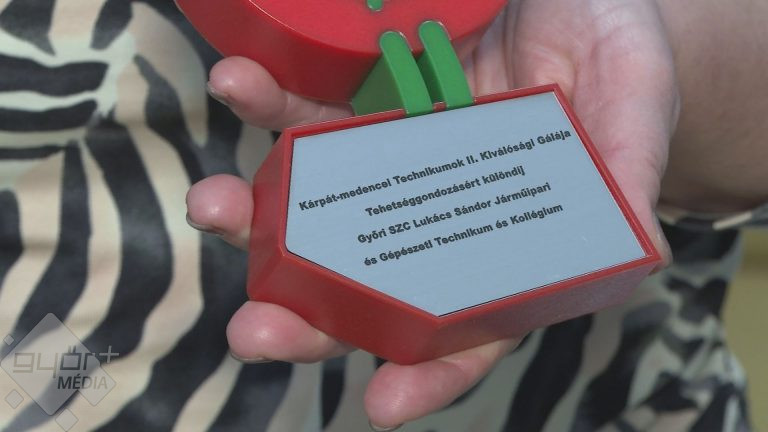 Kárpát-medencei Technikumok II. Kiválósági Gálája
Tehetséggondozásért különdíj
Győri SZC Lukács Sándor Járműipari
és Gépészeti Technikum és Kollégium
győr+
MÉDIA